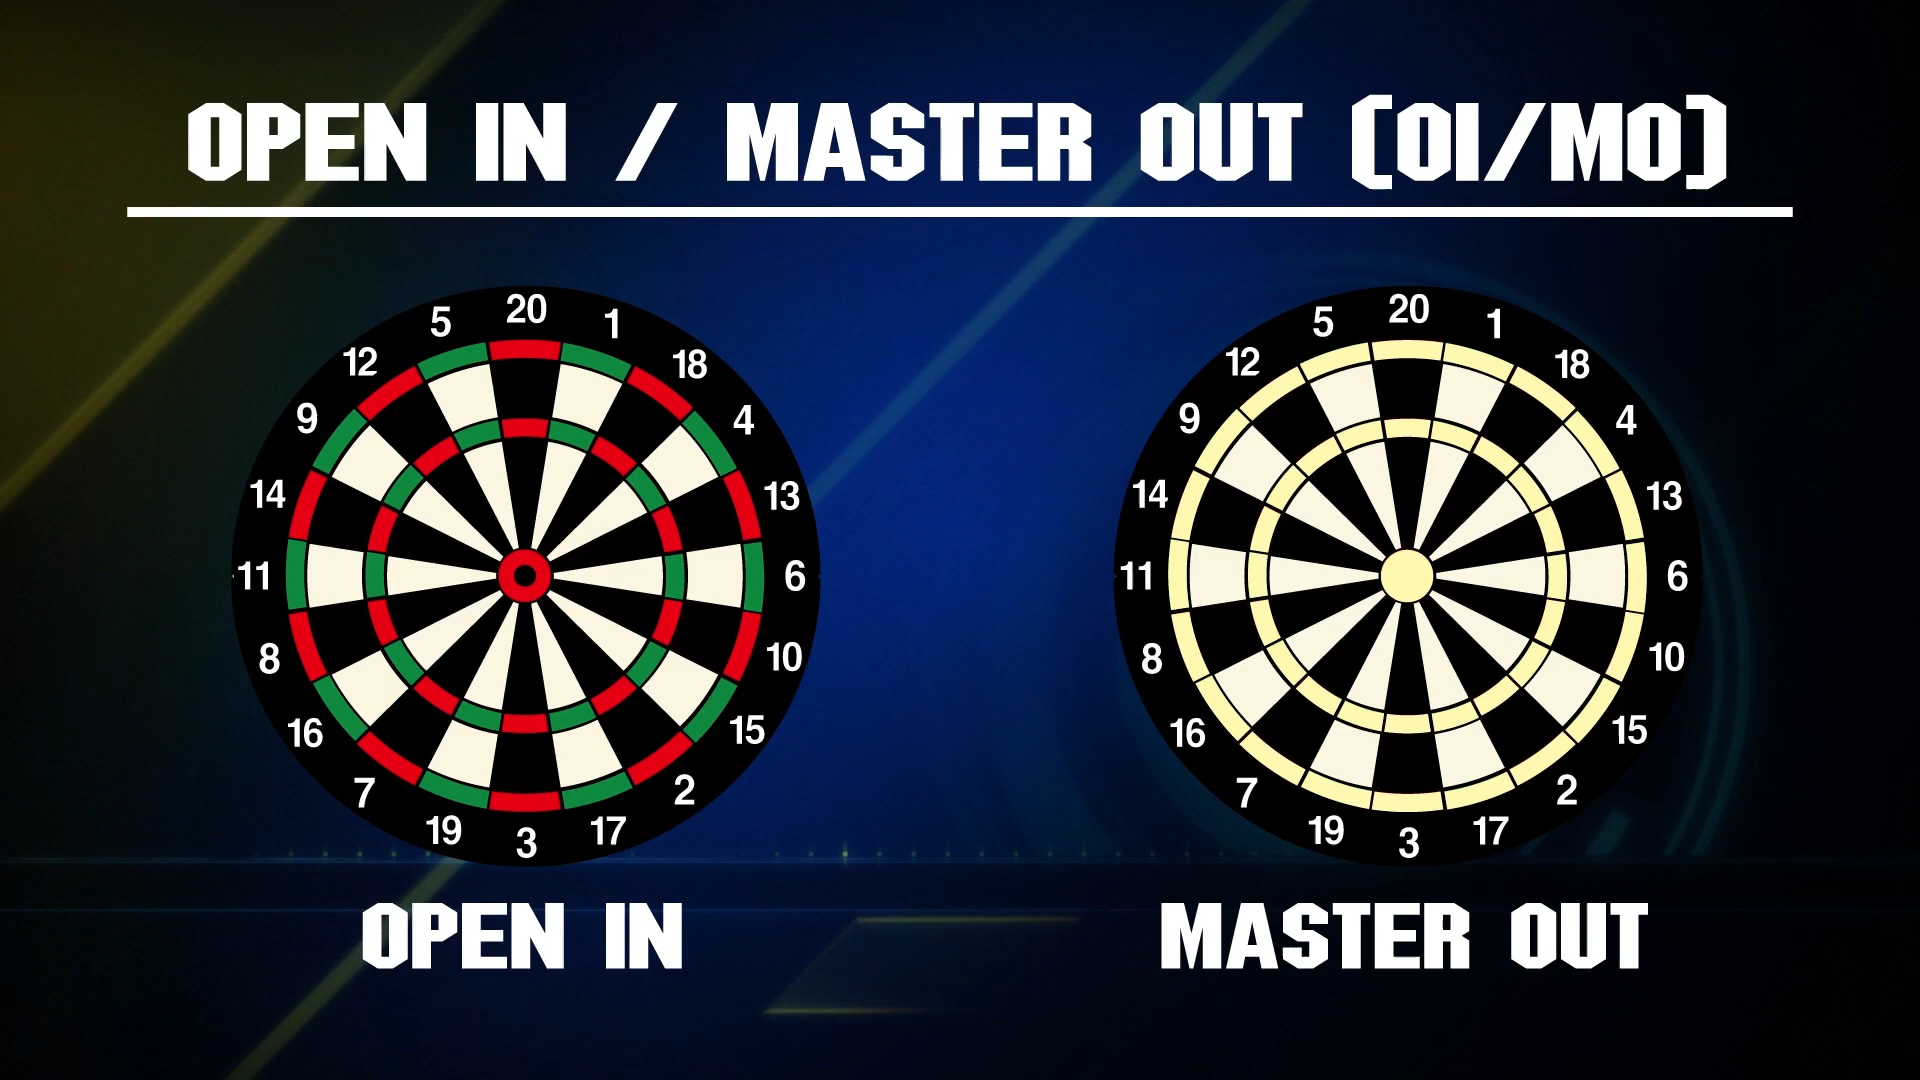 OPEN IN / MASTER OUT (OI/MO)
20 1 18 4 13 6 10 15 2 17 3 19 7 16 8 11 14 9 12 5
20 1 18 4 13 6 10 15 2 17 3 19 7 16 8 11 14 9 12 5
OPEN IN
MASTER OUT